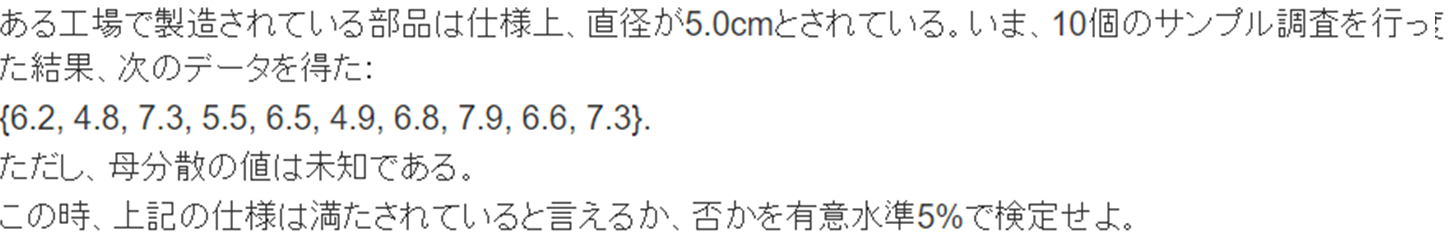 ある工場で製造されている部品は仕様上、直径が5.0cmとされている。いま、10個のサンプル調査を行っ
た結果、次のデータを得た:
{6.2, 4.8, 7.3, 5.5, 6.5, 4.9, 6.8, 7.9, 6.6, 7.3}.
ただし、母分散の値は未知である。
この時、上記の仕様は満たされていると言えるか、否かを有意水準5%で検定せよ。